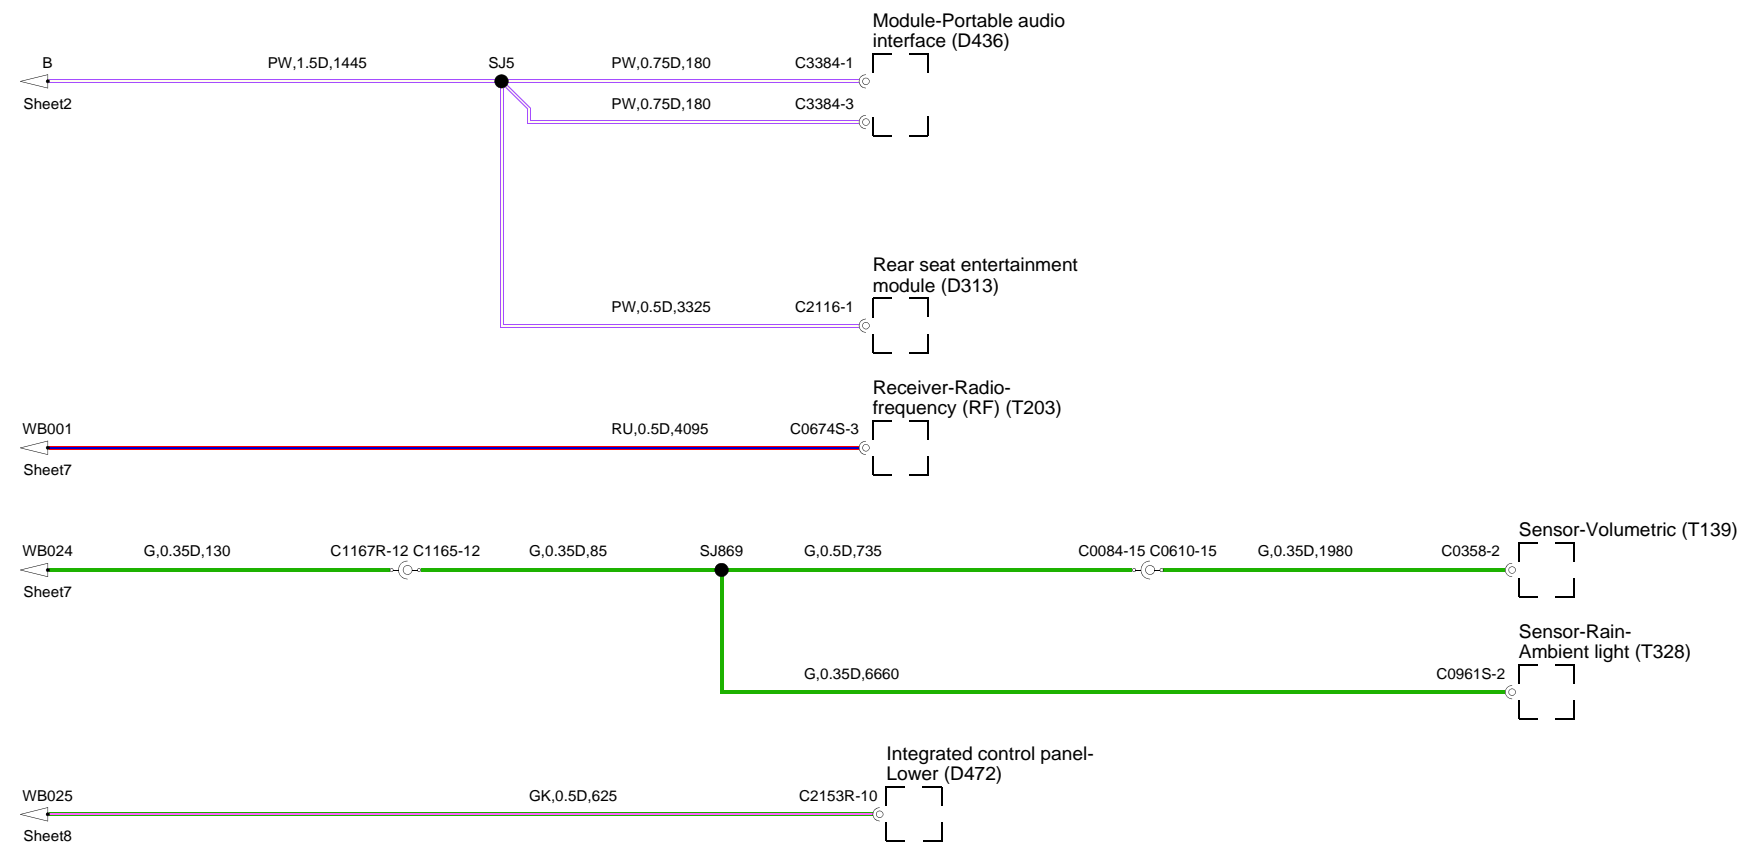 Module-Portable audio
interface (D436)
B
PW,1.5D,1445
SJ5
PW,0.75D,180
C3384-1
Sheet2
PW,0.75D,180
C3384-3
Rear seat entertainment
module (D313)
PW,0.5D,3325
C2116-1
Receiver-Radio-
frequency (RF) (T203)
WB001
RU,0.5D,4095
C0674S-3
Sheet7
Sensor-Volumetric (T139)
WB024
G,0.35D,130
C1167R-12 C1165-12
G,0.35D,85
SJ869
G,0.5D,735
C0084-15 C0610-15
G,0.35D,1980
C0358-2
Sheet7
Sensor-Rain-
Ambient light (T328)
G,0.35D,6660
C0961S-2
Integrated control panel-
Lower (D472)
WB025
GK,0.5D,625
C2153R-10
Sheet8